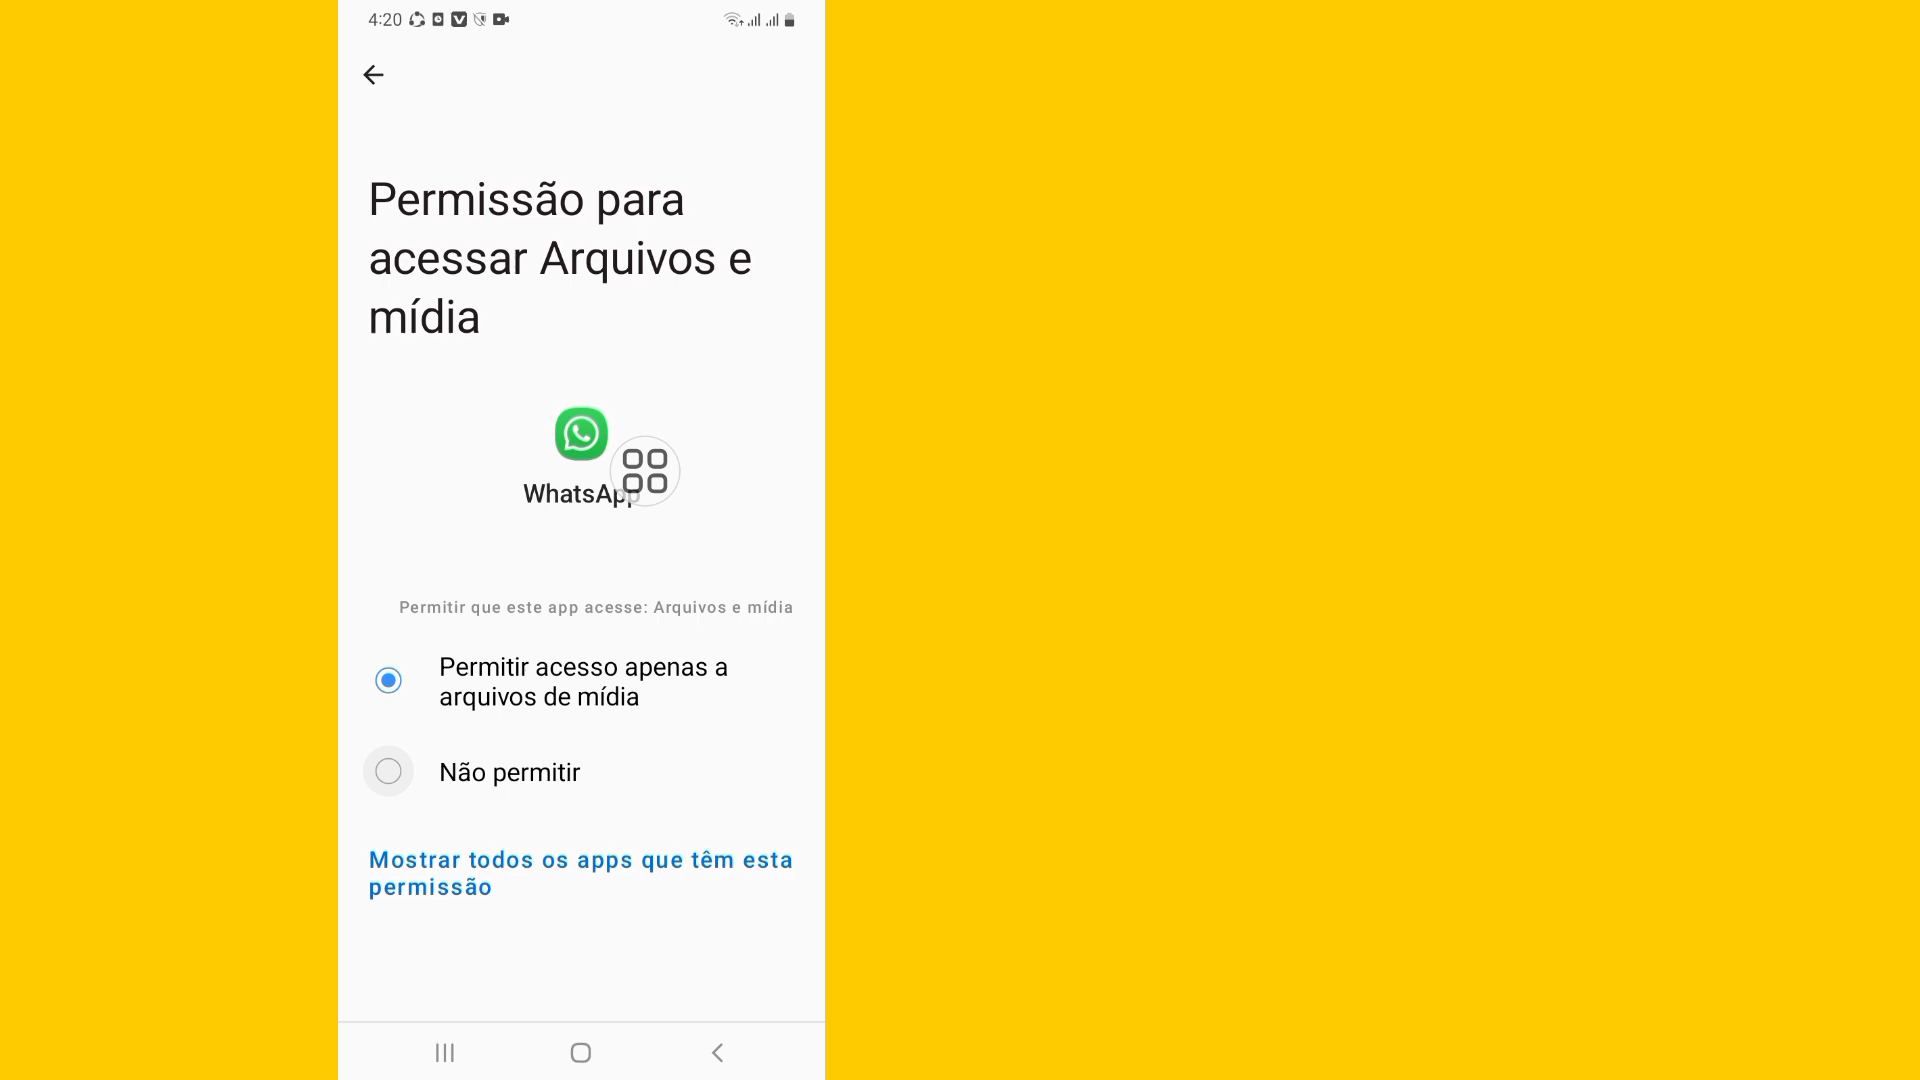 4:20
Permissão para
acessar Arquivos e
mídia
WhatsApp
Permitir que este app acesse: Arquivos e mídia
Permitir acesso apenas a
arquivos de mídia
Não permitir
Mostrar todos os apps que têm esta
permissão